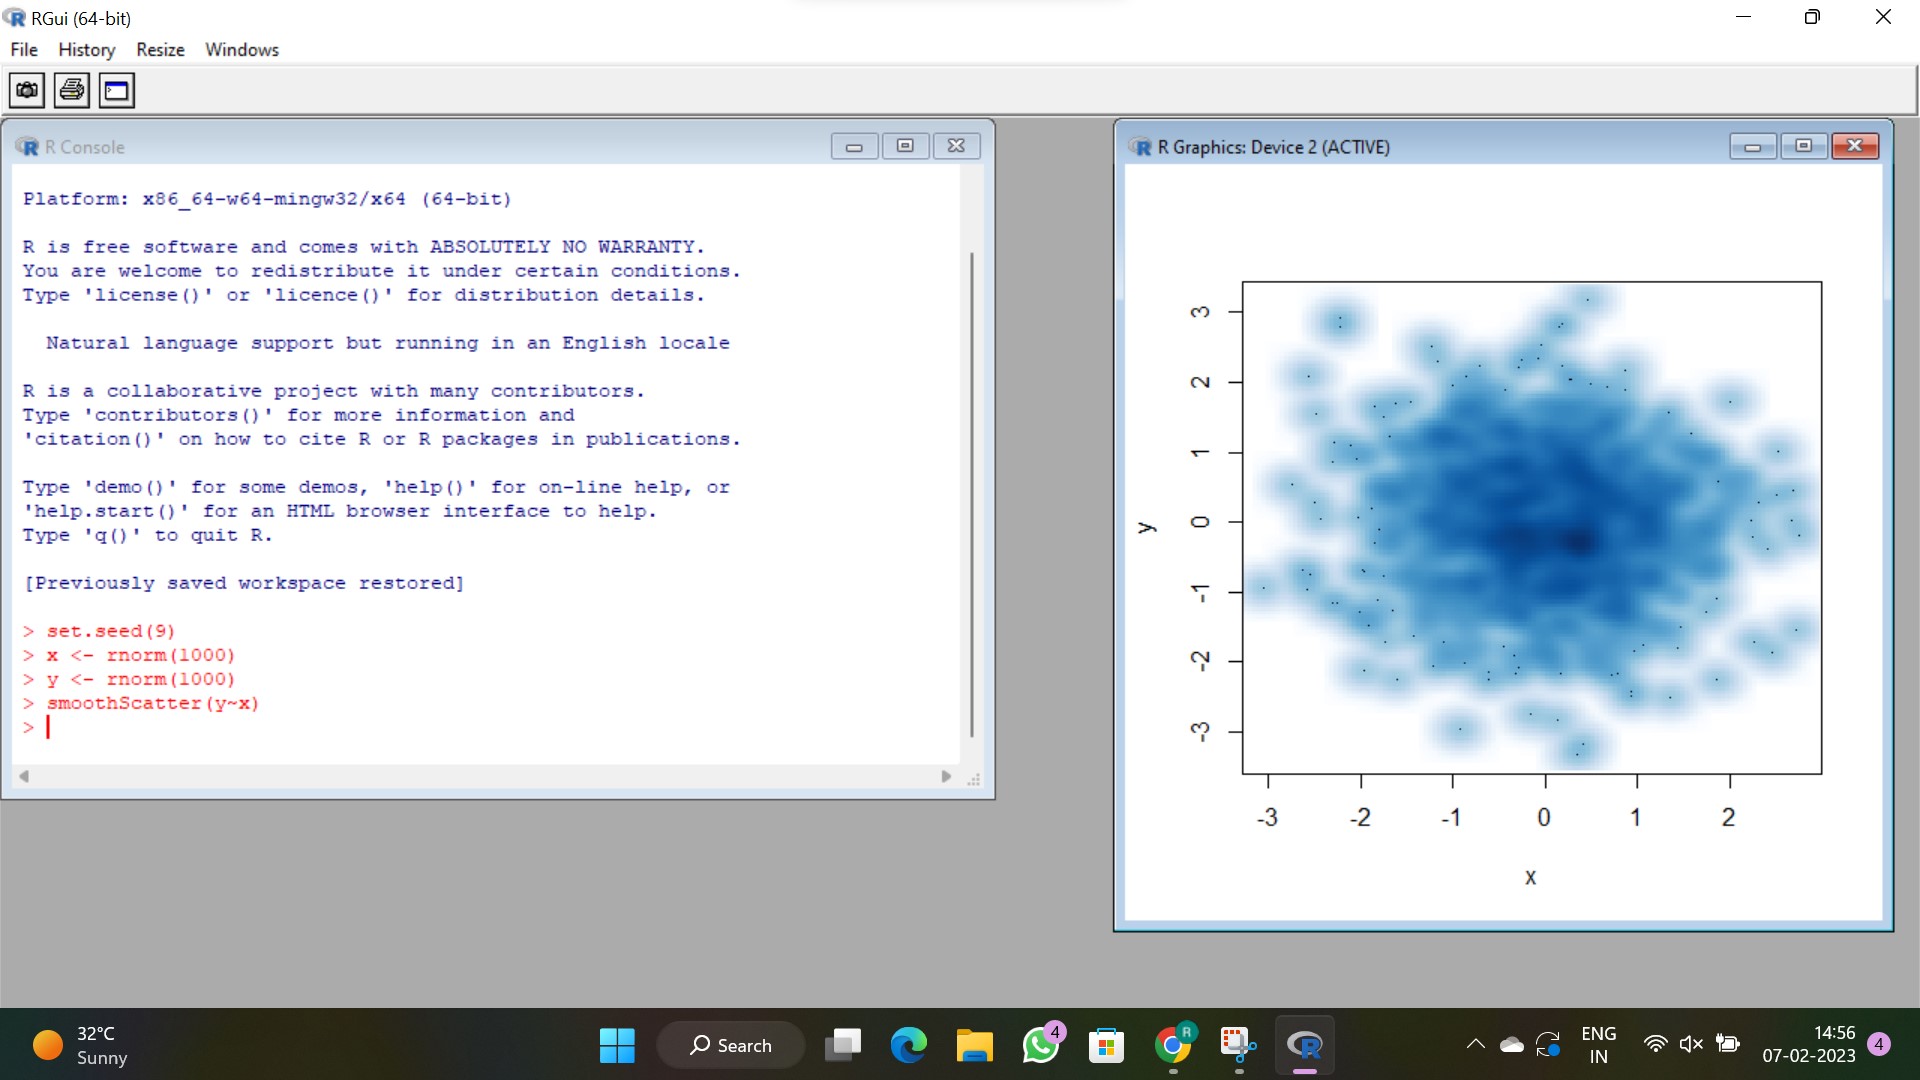 RGui (64-bit)
File History Resize Windows
R Console
Platform: x86_64-w64-mingw32/x64 (64-bit)
R is free software and comes with ABSOLUTELY NO WARRANTY.
You are welcome to redistribute it under certain conditions.
Type 'license()' or 'licence()' for distribution details.
Natural language support but running in an English locale
R is a collaborative project with many contributors.
Type 'contributors()' for more information and
'citation()' on how to cite R or R packages in publications.
Type 'demo()' for some demos, 'help()' for on-line help, or
'help.start()' for an HTML browser interface to help.
Type 'q()' to quit R.
[Previously saved workspace restored]
> set.seed(9)
> x <- rnorm(1000)
> y <- rnorm(1000)
> smoothScatter(y~x)
>
R Graphics: Device 2 (ACTIVE)
3
2
1
0
-1
-2
-3
y
-3 -2 -1 0 1 2
x
32°C
Sunny
Search
4
R
R
ENG
IN
14:56
07-02-2023
4